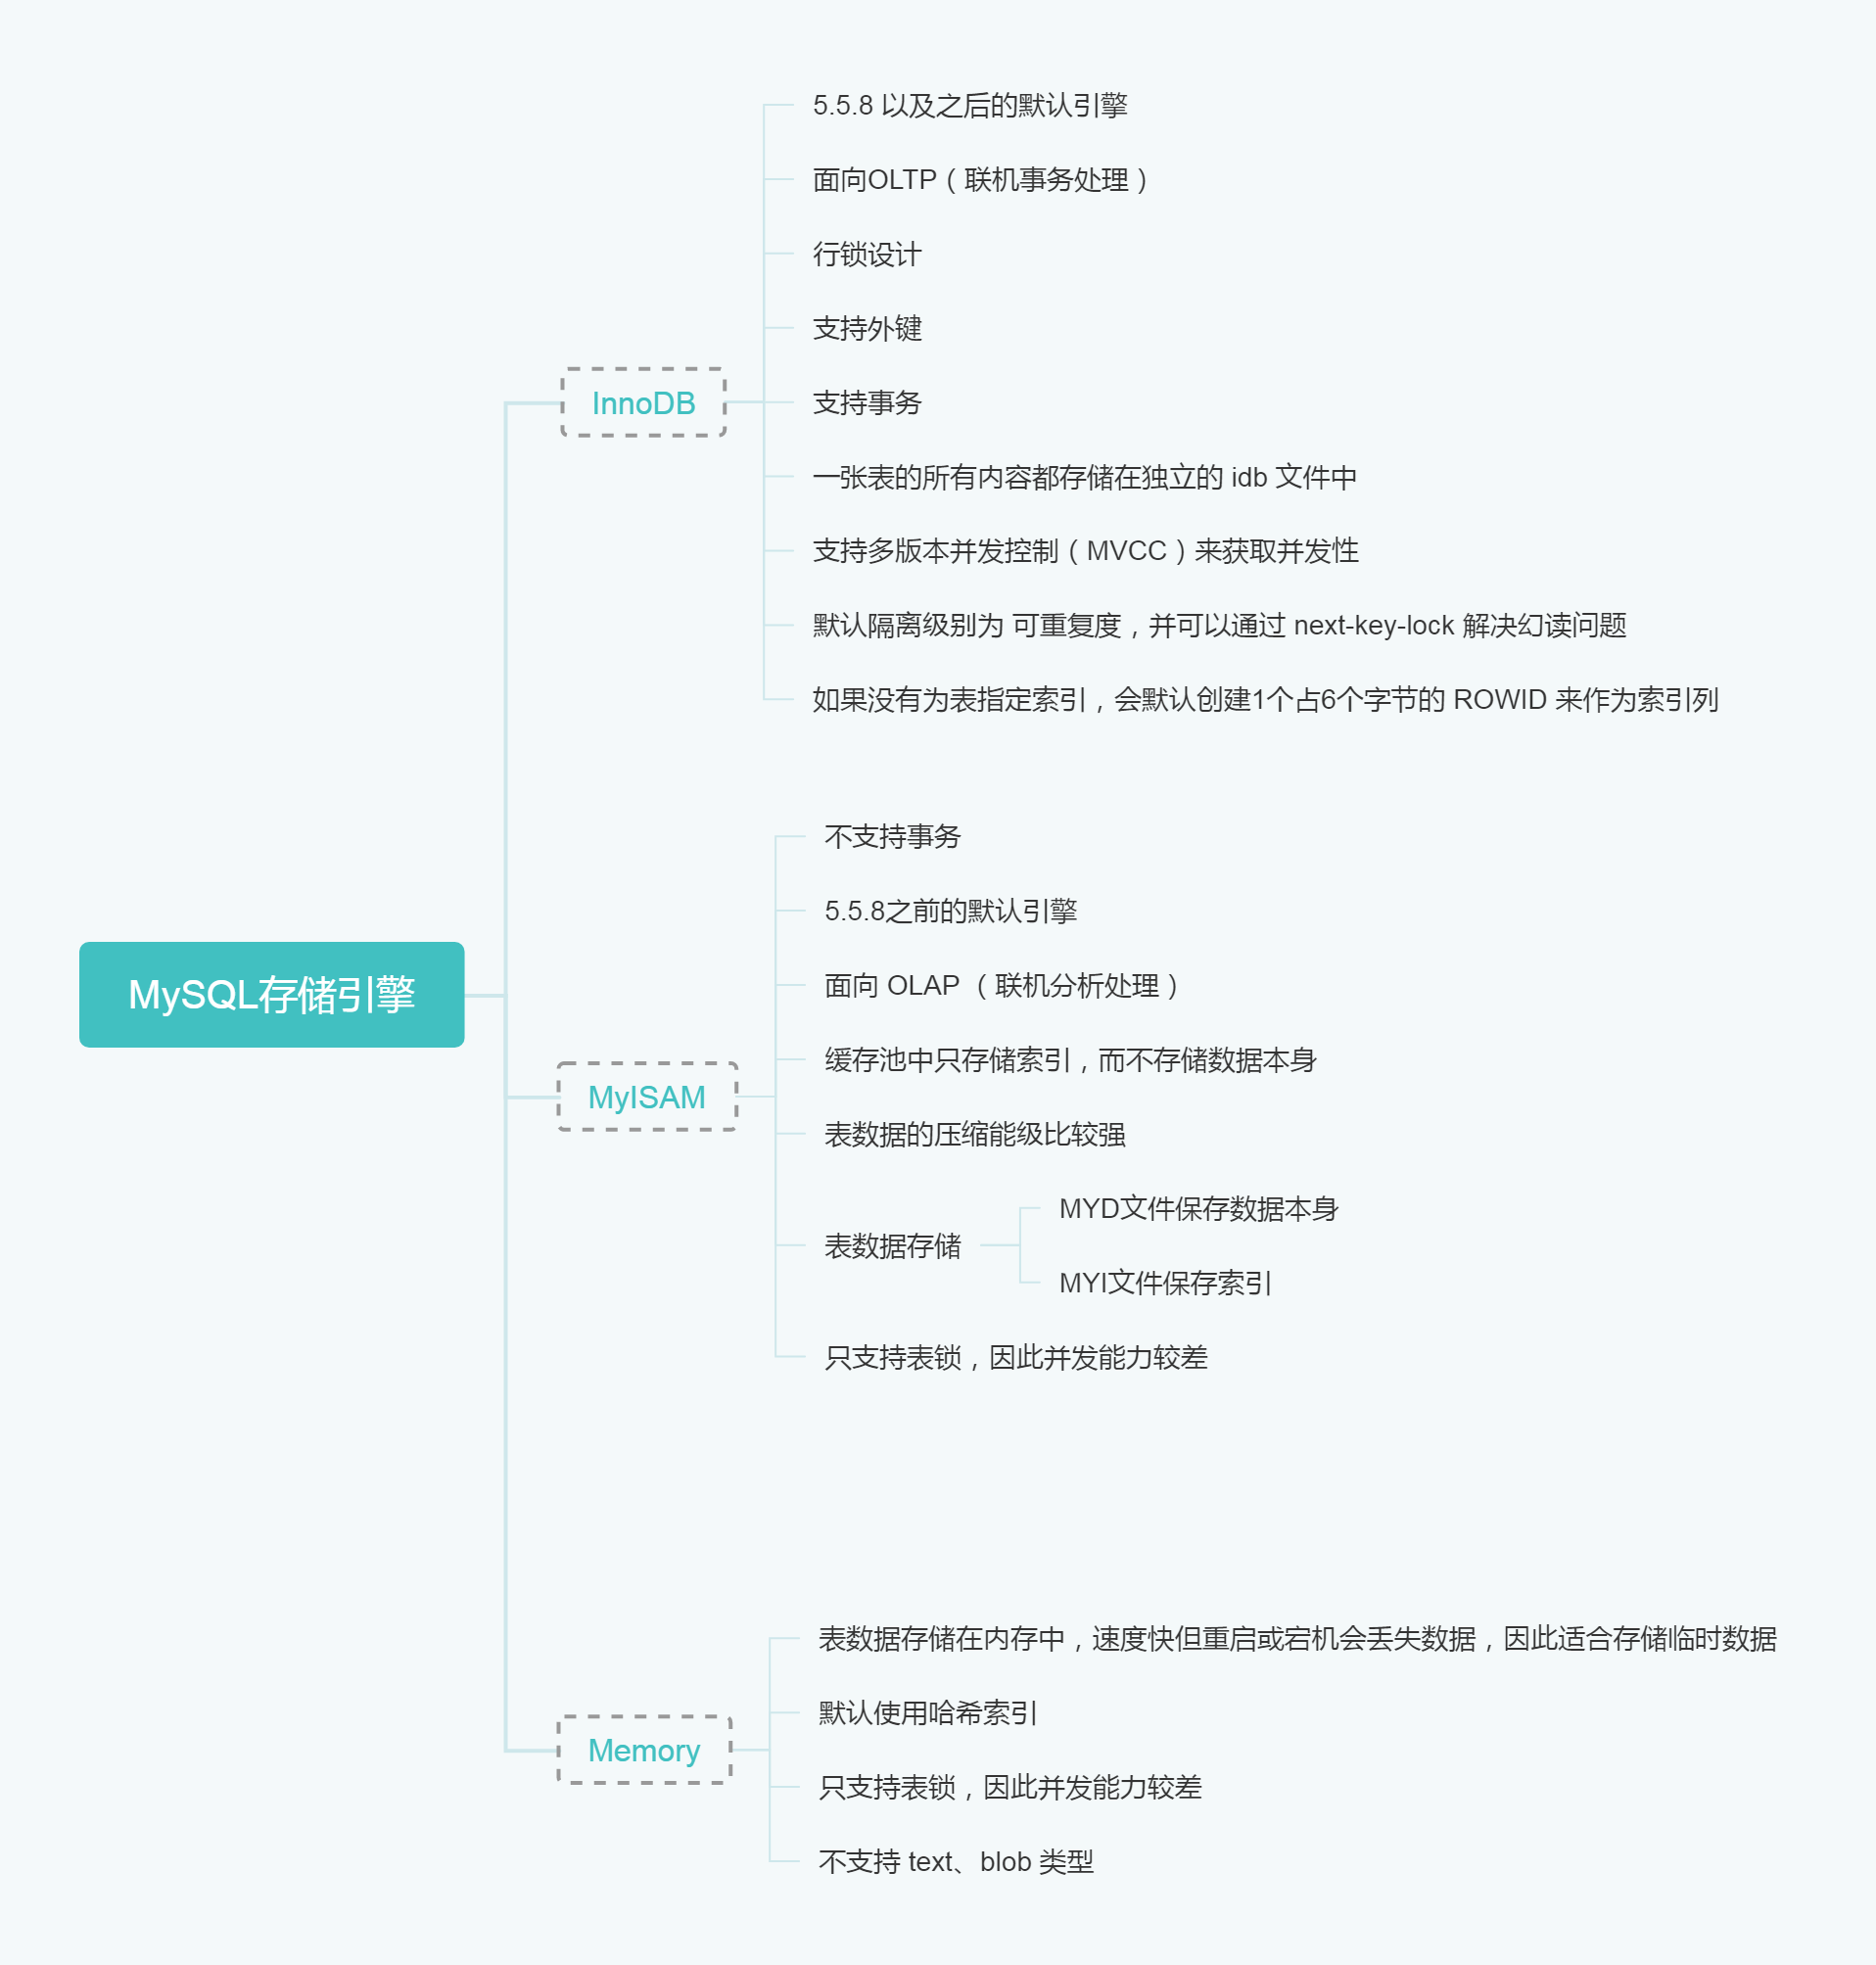 MySQL存储引擎
InnoDB
5.5.8 以及之后的默认引擎
面向OLTP（联机事务处理）
行锁设计
支持外键
支持事务
一张表的所有内容都存储在独立的 idb 文件中
支持多版本并发控制（MVCC）来获取并发性
默认隔离级别为 可重复度，并可以通过 next-key-lock 解决幻读问题
如果没有为表指定索引，会默认创建1个占6个字节的 ROWID 来作为索引列
MyISAM
不支持事务
5.5.8之前的默认引擎
面向 OLAP （联机分析处理）
缓存池中只存储索引，而不存储数据本身
表数据的压缩能级比较强
表数据存储
MYD文件保存数据本身
MYI文件保存索引
只支持表锁，因此并发能力较差
Memory
表数据存储在内存中，速度快但重启或宕机会丢失数据，因此适合存储临时数据
默认使用哈希索引
只支持表锁，因此并发能力较差
不支持 text、blob 类型